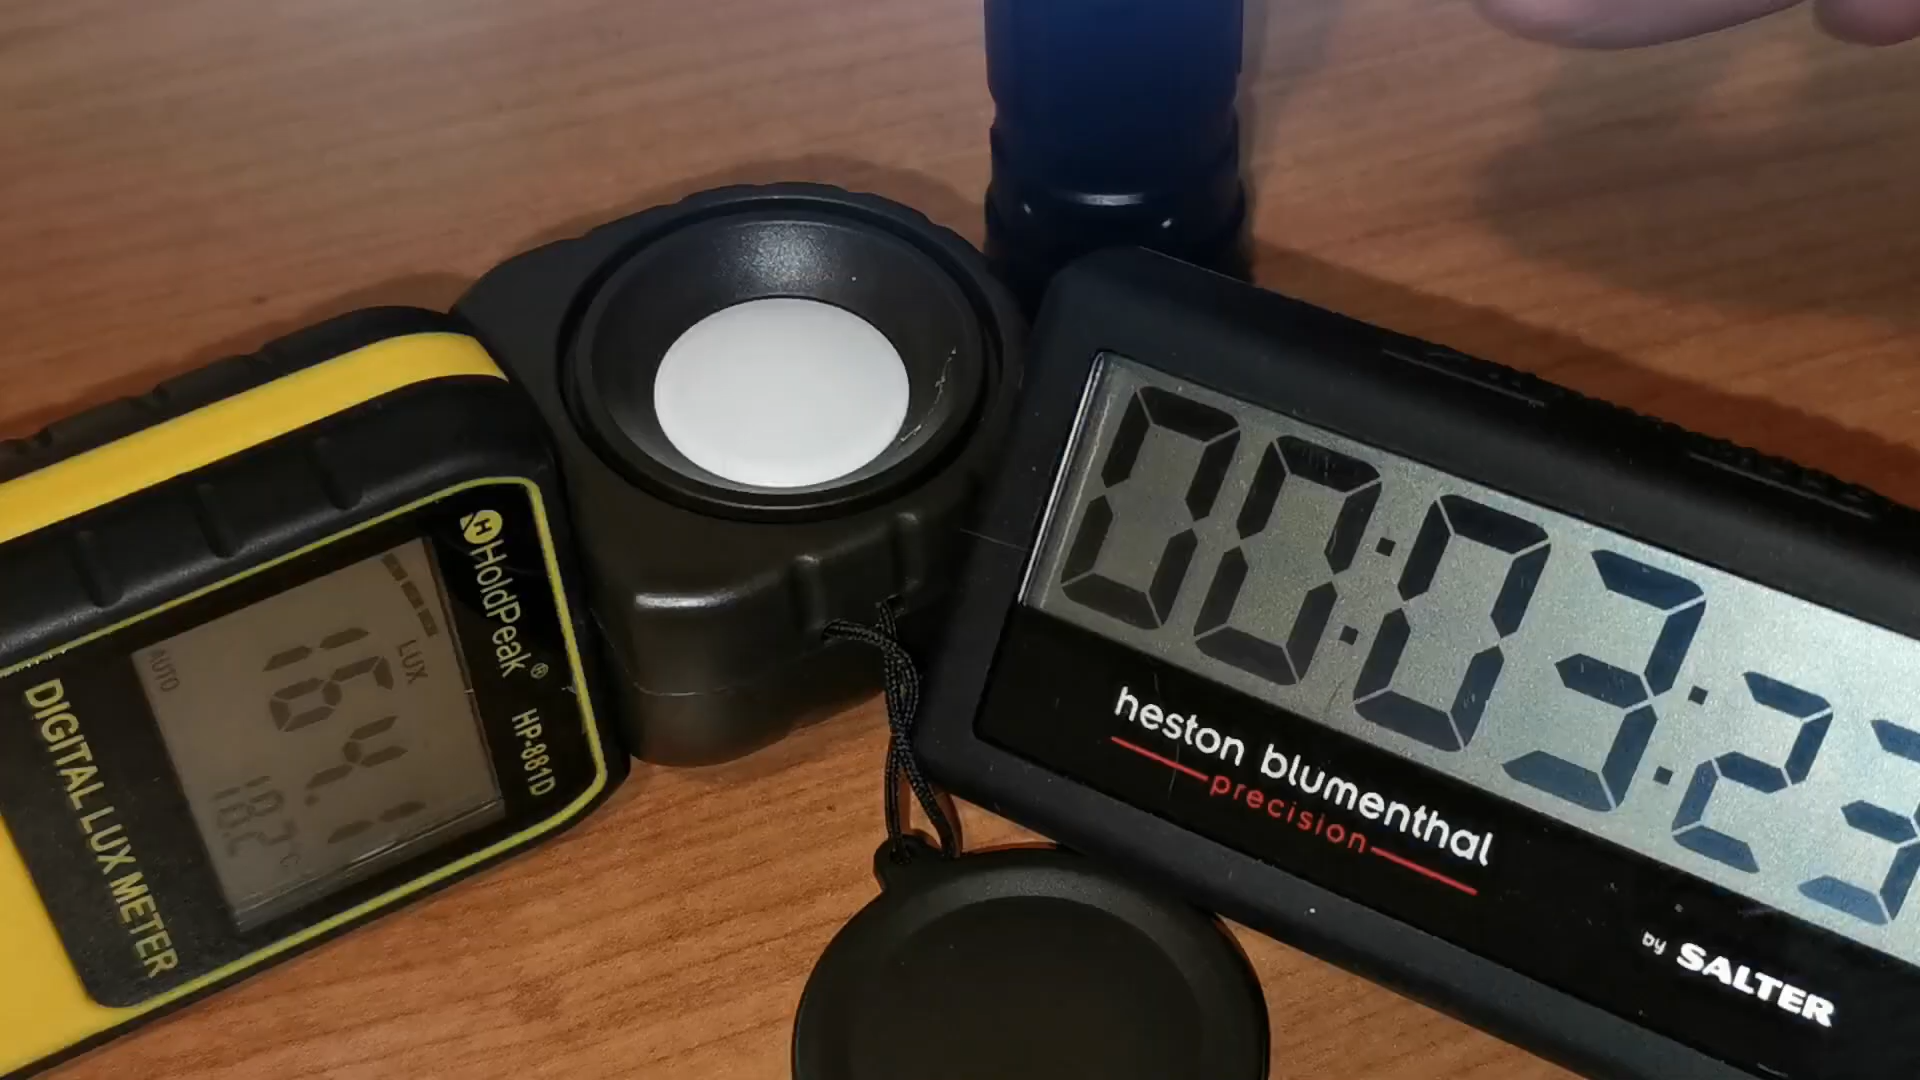 HoldPeak®
HP-881D
LUX
AUTO
164.1
18.2°C
DIGITAL LUX METER
00:03:23
heston blumenthal
precision
by SALTER